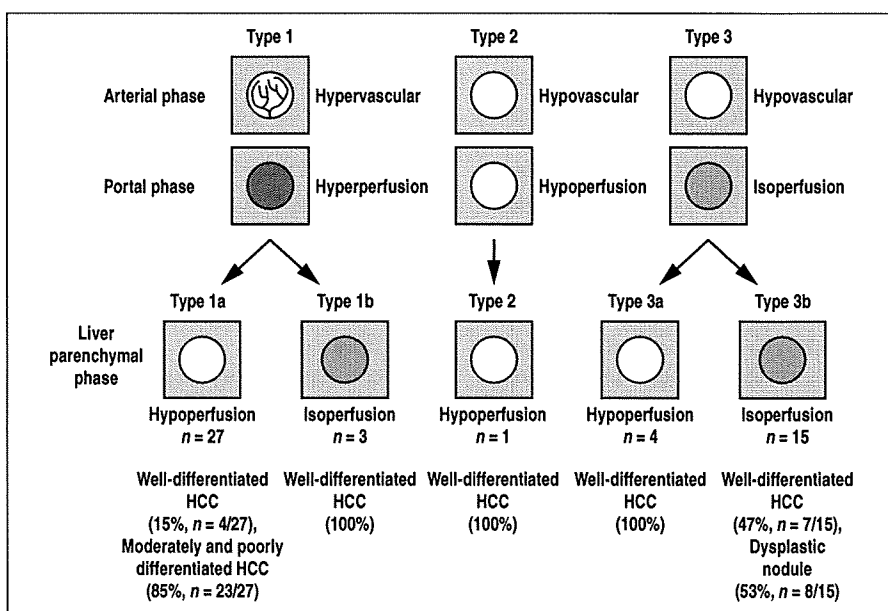 Type 1 Type 2 Type 3
Arterial phase Hypervascular Hypovascular Hypovascular
Portal phase Hyperperfusion Hypoperfusion Isoperfusion
Type 1a Type 1b Type 2 Type 3a Type 3b
Liver
parenchymal
phase
Hypoperfusion Isoperfusion Hypoperfusion Hypoperfusion Isoperfusion
n = 27 n = 3 n = 1 n = 4 n = 15
Well-differentiated Well-differentiated Well-differentiated Well-differentiated Well-differentiated
HCC HCC HCC HCC HCC
(15%, n = 4/27), (100%) (100%) (100%) (47%, n = 7/15),
Moderately and poorly Dysplastic
differentiated HCC nodule
(85%, n = 23/27) (53%, n = 8/15)